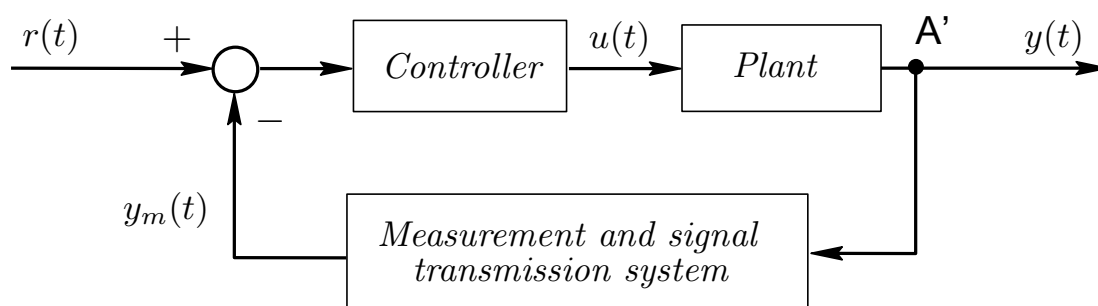 r(t)
+
Controller
u(t)
Plant
A’
y(t)
−
y_m(t)
Measurement and signal
transmission system